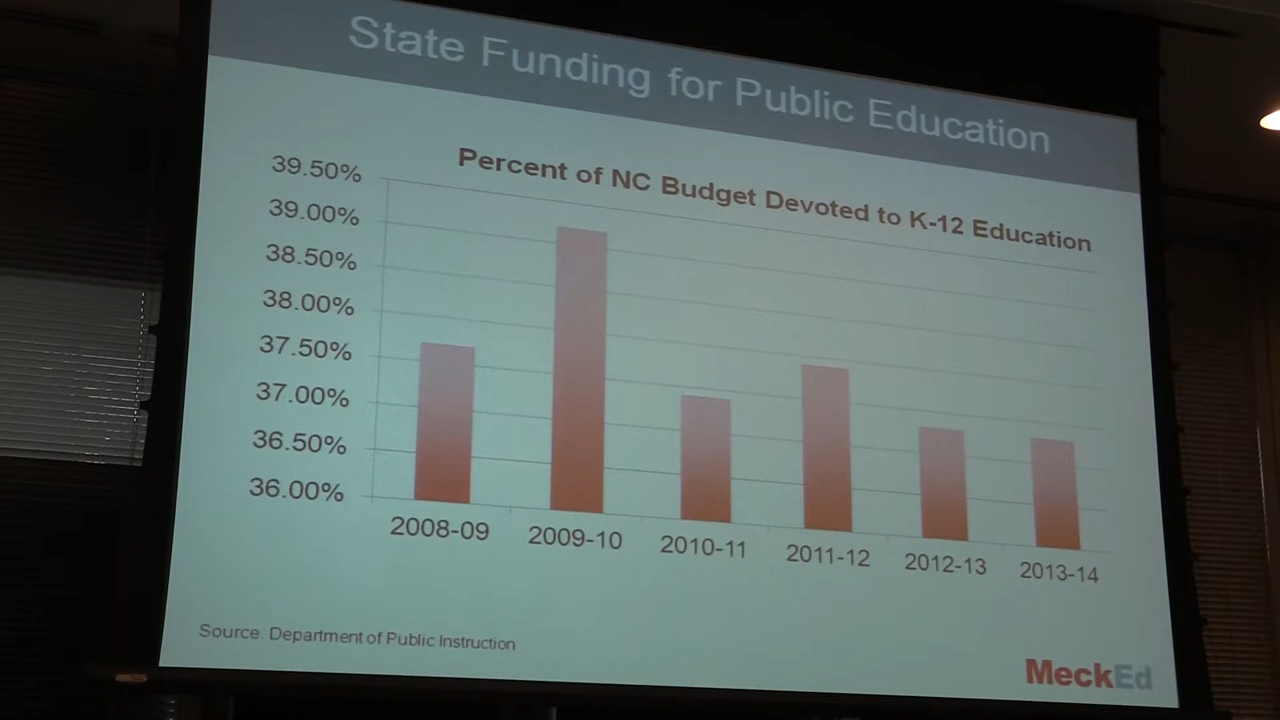 State Funding for Public Education
Percent of NC Budget Devoted to K-12 Education
39.50%
39.00%
38.50%
38.00%
37.50%
37.00%
36.50%
36.00%
2008-09 2009-10 2010-11 2011-12 2012-13 2013-14
Source Department of Public Instruction
MeckEd